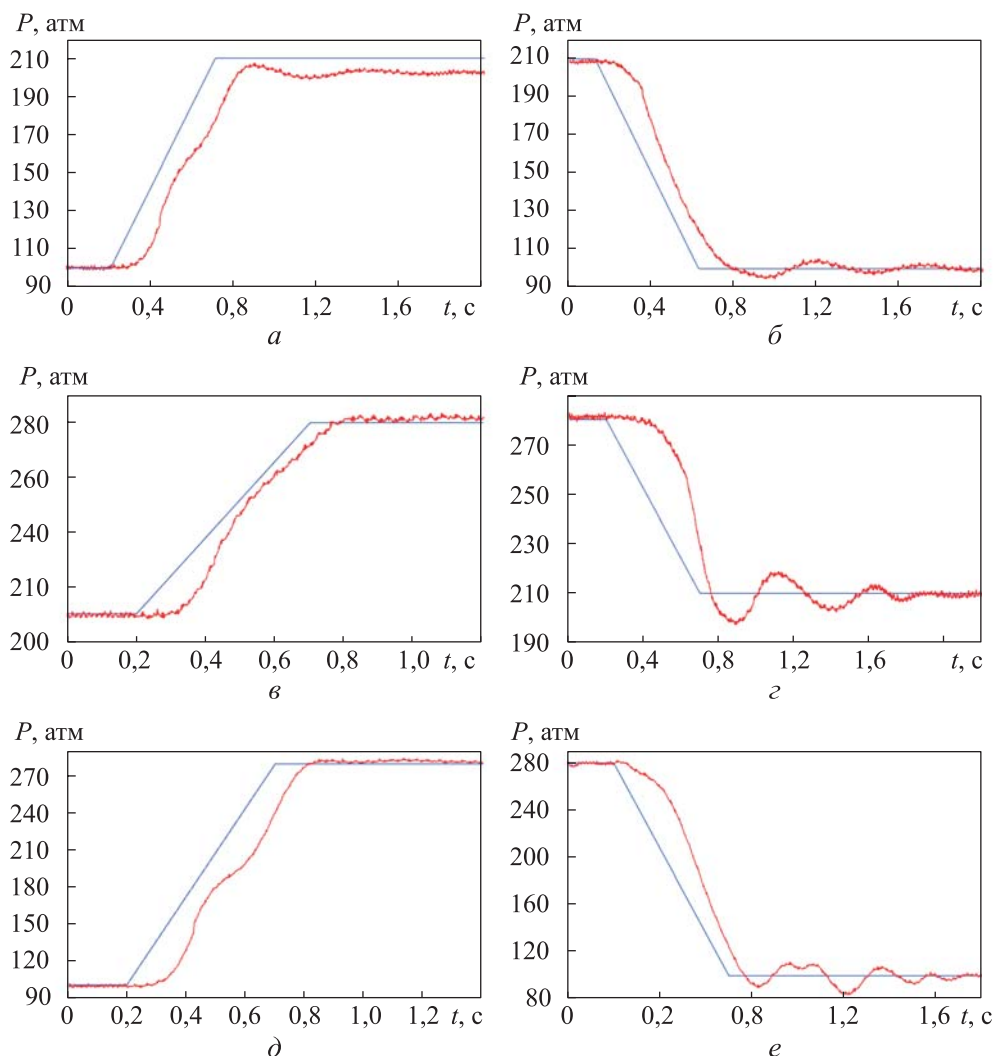 P, атм
210
190
170
150
130
110
90
0 0,4 0,8 1,2 1,6 t, с
а
P, атм
210
190
170
150
130
110
90
0 0,4 0,8 1,2 1,6 t, с
б
P, атм
280
260
240
210
200
0 0,2 0,4 0,6 0,8 1,0 t, с
в
P, атм
270
250
230
210
190
0 0,4 0,8 1,2 1,6 t, с
г
P, атм
270
240
210
180
150
120
90
0 0,2 0,4 0,6 0,8 1,0 1,2 t, с
д
P, атм
280
240
200
160
120
80
0 0,2 0,8 1,2 1,6 t, с
е